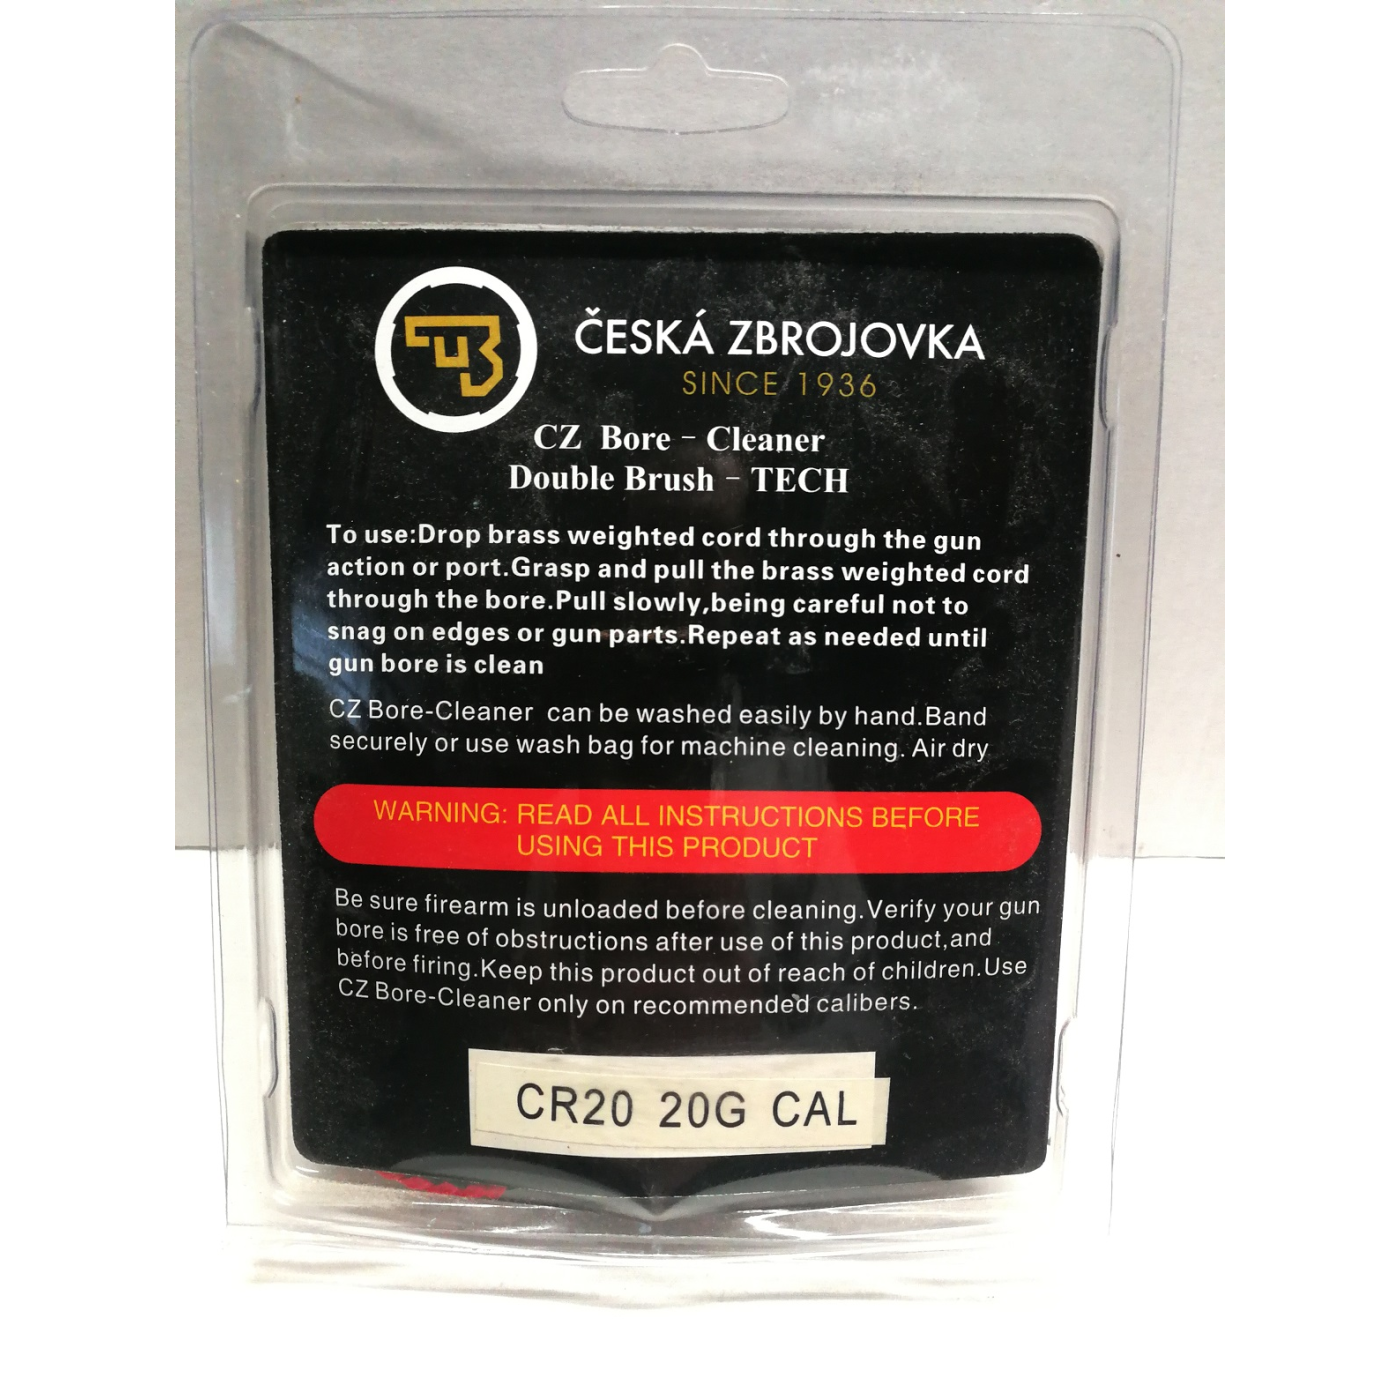 ČESKÁ ZBROJOVKA
SINCE 1936
CZ Bore - Cleaner
Double Brush - TECH
To use:Drop brass weighted cord through the gun
action or port.Grasp and pull the brass weighted cord
through the bore.Pull slowly,being careful not to
snag on edges or gun parts.Repeat as needed until
gun bore is clean
CZ Bore-Cleaner can be washed easily by hand.Band
securely or use wash bag for machine cleaning. Air dry
WARNING: READ ALL INSTRUCTIONS BEFORE
USING THIS PRODUCT
Be sure firearm is unloaded before cleaning.Verify your gun
bore is free of obstructions after use of this product,and
before firing.Keep this product out of reach of children.Use
CZ Bore-Cleaner only on recommended calibers.
CR20 20G CAL